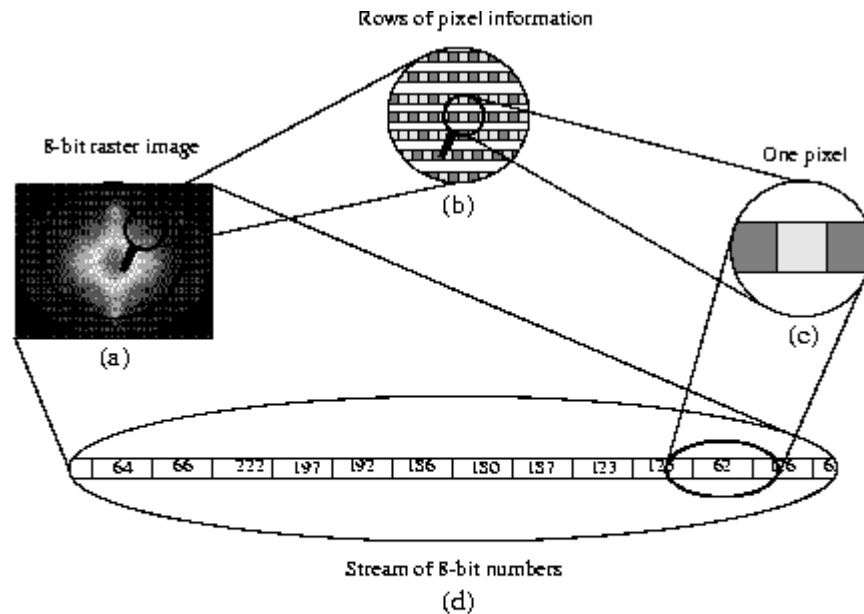 Rows of pixel information
8-bit raster image
One pixel
(b)
(c)
(a)
64 66 222 197 192 186 180 187 123 62
Stream of 8-bit numbers
(d)